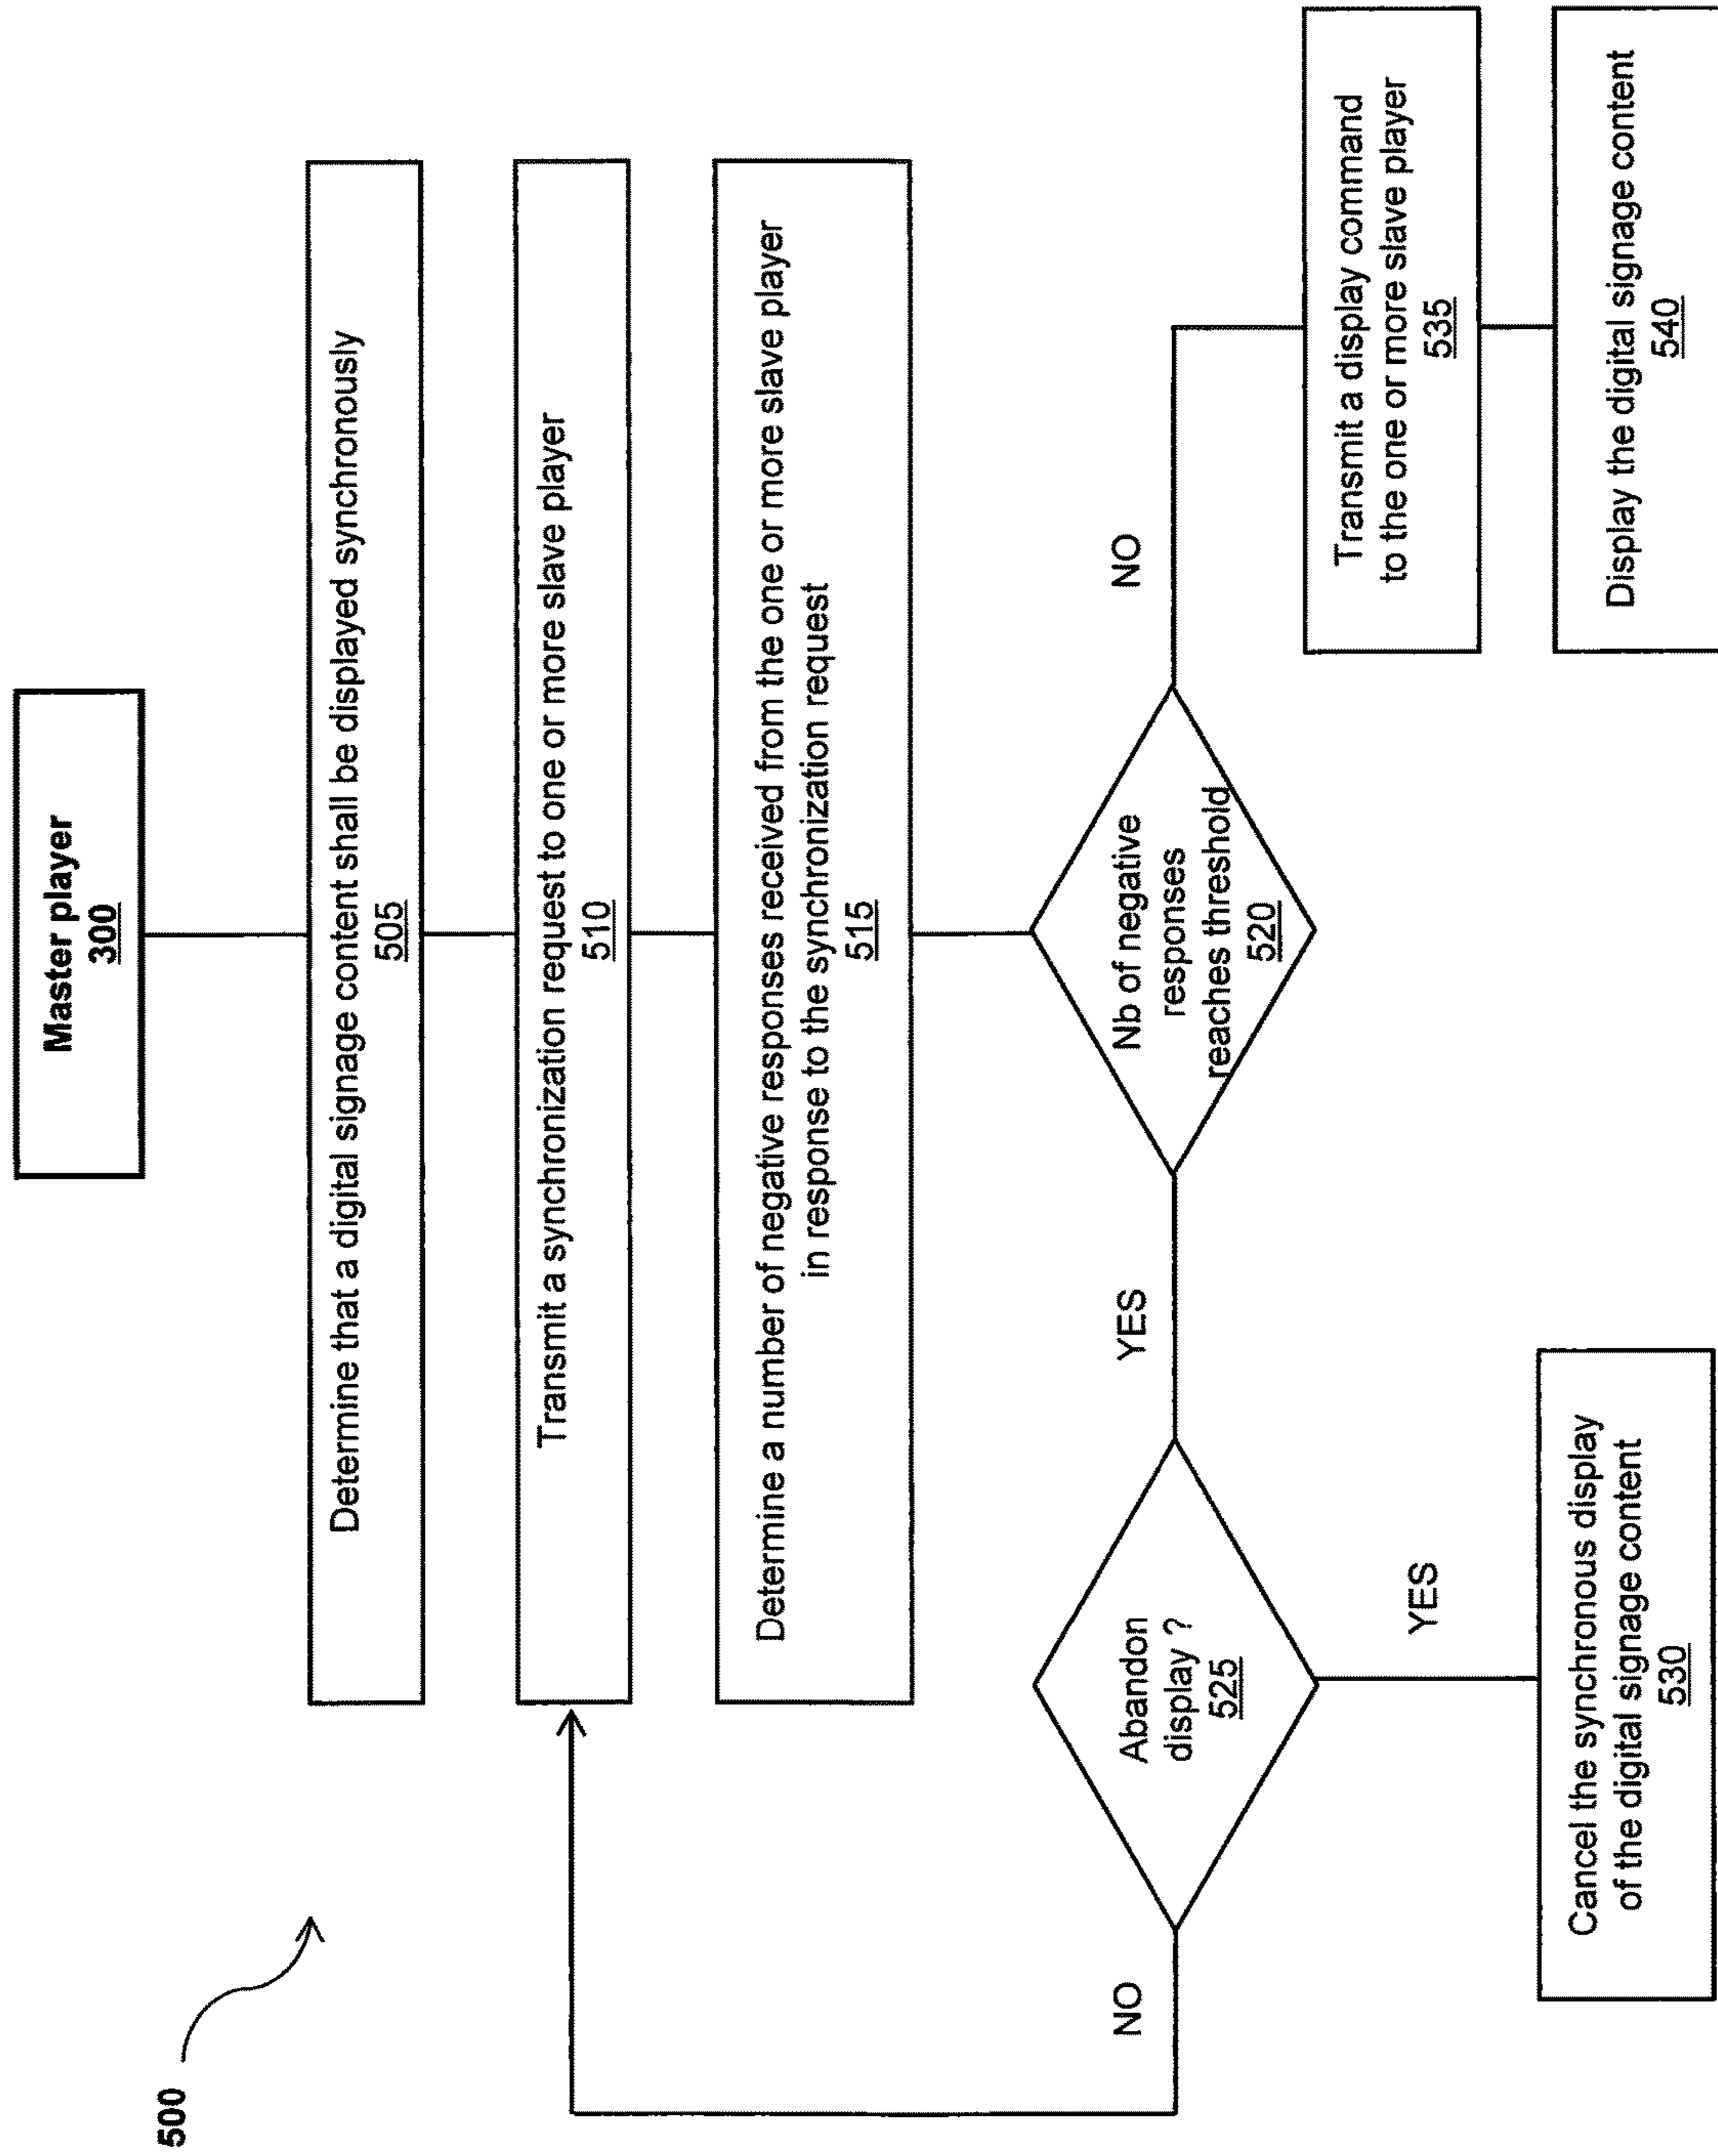 500
Master player
300
Determine that a digital signage content shall be displayed synchronously
505
Transmit a synchronization request to one or more slave player
510
Determine a number of negative responses received from the one or more slave player
in response to the synchronization request
515
Nb of negative
responses
reaches threshold
520
YES
NO
Abandon
display ?
525
NO
YES
Cancel the synchronous display
of the digital signage content
530
Transmit a display command
to the one or more slave player
535
Display the digital signage content
540